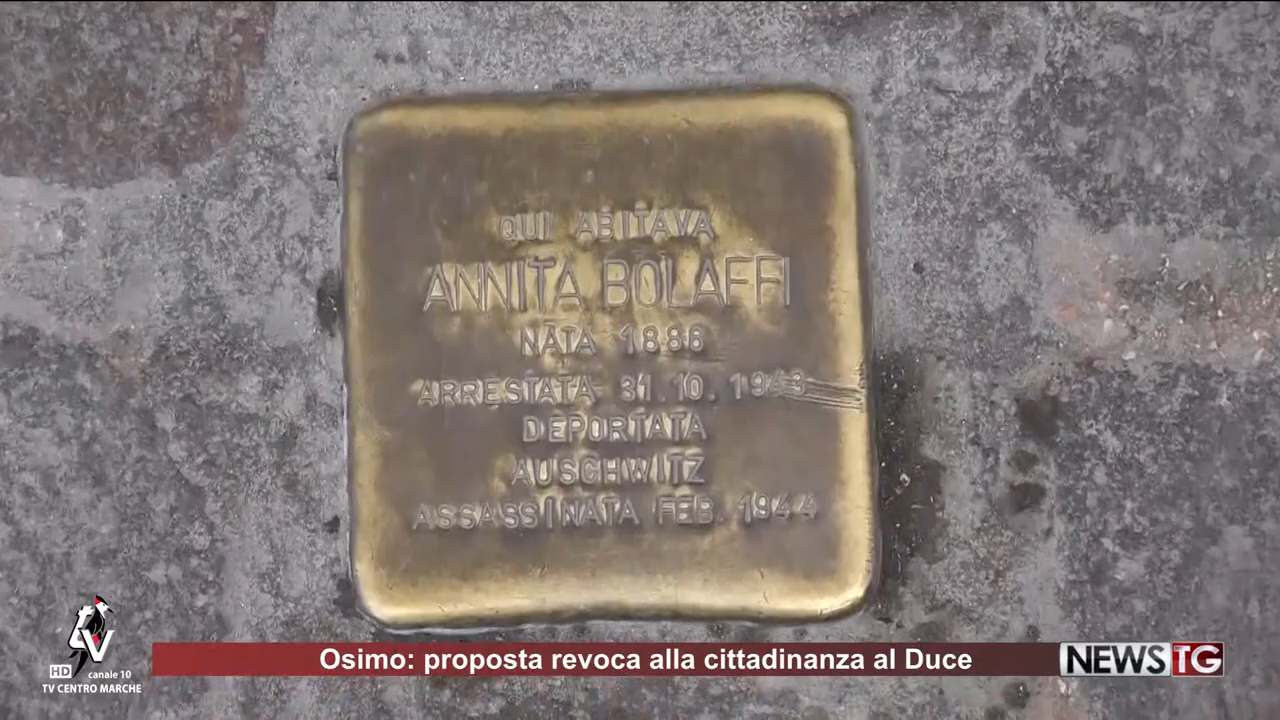 QUI ABITAVA
ANNITA BOLAFFI
NATA 1886
ARRESTATA 31.10.1943
DEPORTATA
AUSCHWITZ
ASSASSINATA FEB. 1944
Osimo: proposta revoca alla cittadinanza al Duce
NEWS TG
TV
HD canale 10
TV CENTRO MARCHE